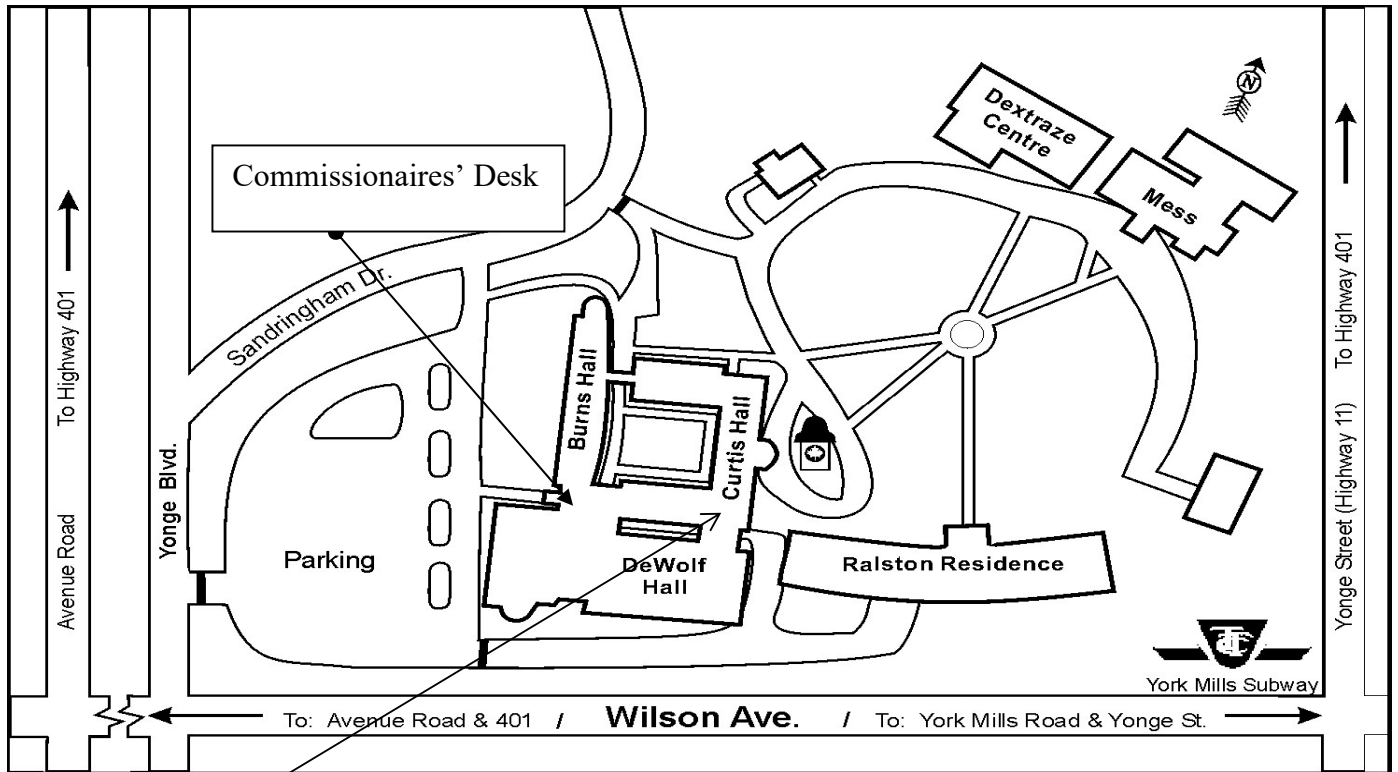 Commissionaires’ Desk
Dextraze
Centre
N
Mess
To Highway 401
Sandringham Dr.
Avenue Road
Yonge Blvd.
Burns Hall
Curtis Hall
Parking
DeWolf
Hall
Ralston Residence
To Highway 401
Yonge Street (Highway 11)
TTC
York Mills Subway
To: Avenue Road & 401 / Wilson Ave. / To: York Mills Road & Yonge St.